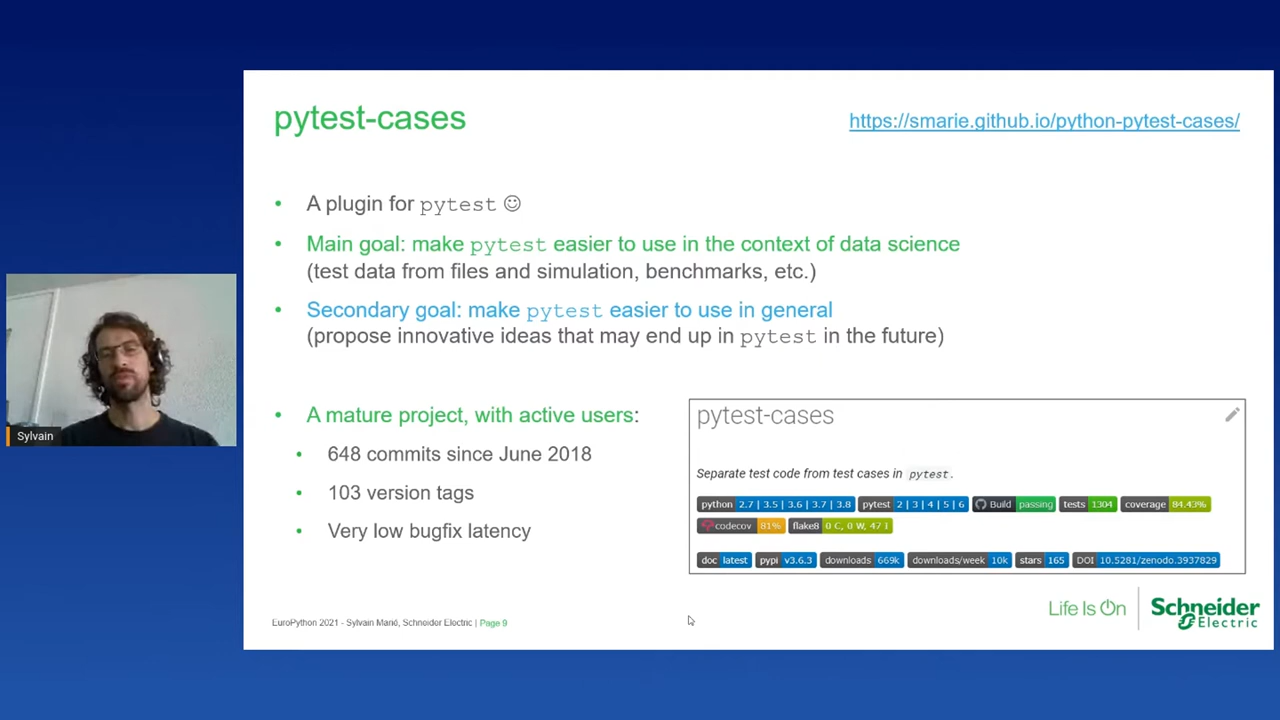 pytest-cases
https://smarie.github.io/python-pytest-cases/
• A plugin for pytest ☺
• Main goal: make pytest easier to use in the context of data science
(test data from files and simulation, benchmarks, etc.)
• Secondary goal: make pytest easier to use in general
(propose innovative ideas that may end up in pytest in the future)
• A mature project, with active users:
• 648 commits since June 2018
• 103 version tags
• Very low bugfix latency
pytest-cases
Separate test code from test cases in pytest.
python 2.7 | 3.5 | 3.6 | 3.7 | 3.8 pytest 2 | 3 | 4 | 5 | 6 Build passing tests 1304 coverage 84.43%
codecov 81% flake8 0 C, 0 W, 47 I
doc latest pypi v3.6.3 downloads 669k downloads/week 10k stars 165 DOI 10.5281/zenodo.3937829
Sylvain
EuroPython 2021 - Sylvain Marié, Schneider Electric | Page 9
Life Is On
Schneider
Electric